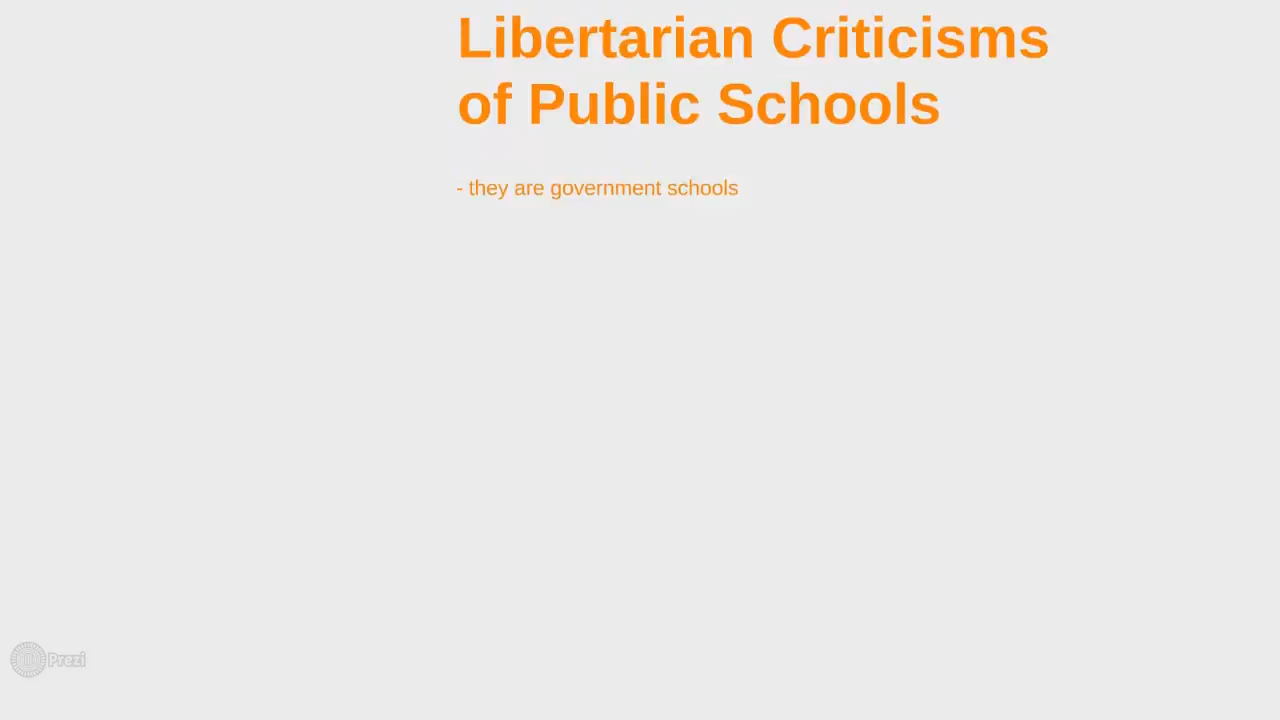 Libertarian Criticisms
of Public Schools
- they are government schools
Prezi